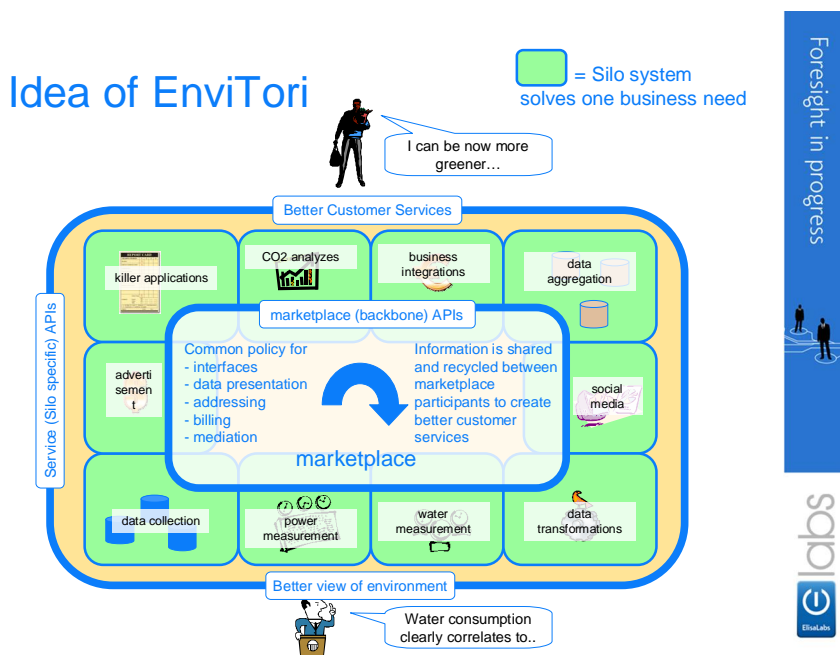 Idea of EnviTori
= Silo system
solves one business need
I can be now more
greener…
Better Customer Services
killer applications
CO2 analyzes
business
integrations
data
aggregation
marketplace (backbone) APIs
Service (Silo specific) APIs
adverti
semen
t
Common policy for
- interfaces
- data presentation
- addressing
- billing
- mediation
Information is shared
and recycled between
marketplace
participants to create
better customer
services
marketplace
social
media
data collection
power
measurement
water
measurement
data
transformations
Better view of environment
Water consumption
clearly correlates to..
Foresight in progress
labs
ElisaLabs